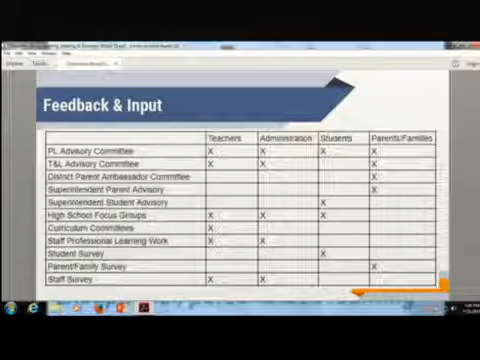 Feedback & Input
Teachers Administration Students Parents/Families
PL Advisory Committee X X X X
T&L Advisory Committee X X X
District Parent Ambassador Committee X
Superintendent Parent Advisory X
Superintendent Student Advisory X
High School Focus Groups X X X
Curriculum Committees X
Staff Professional Learning Work X X
Student Survey X
Parent/Family Survey X
Staff Survey X X